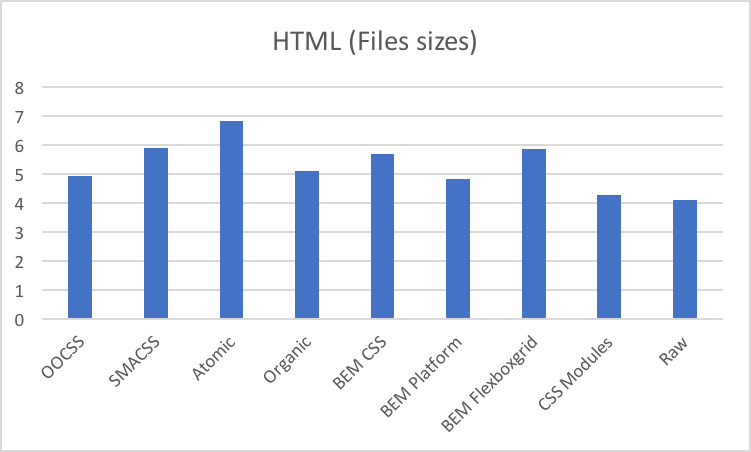 HTML (Files sizes)
8
7
6
5
4
3
2
1
0
OOCSS
SMACSS
Atomic
Organic
BEM CSS
BEM Platform
BEM Flexboxgrid
CSS Modules
Raw